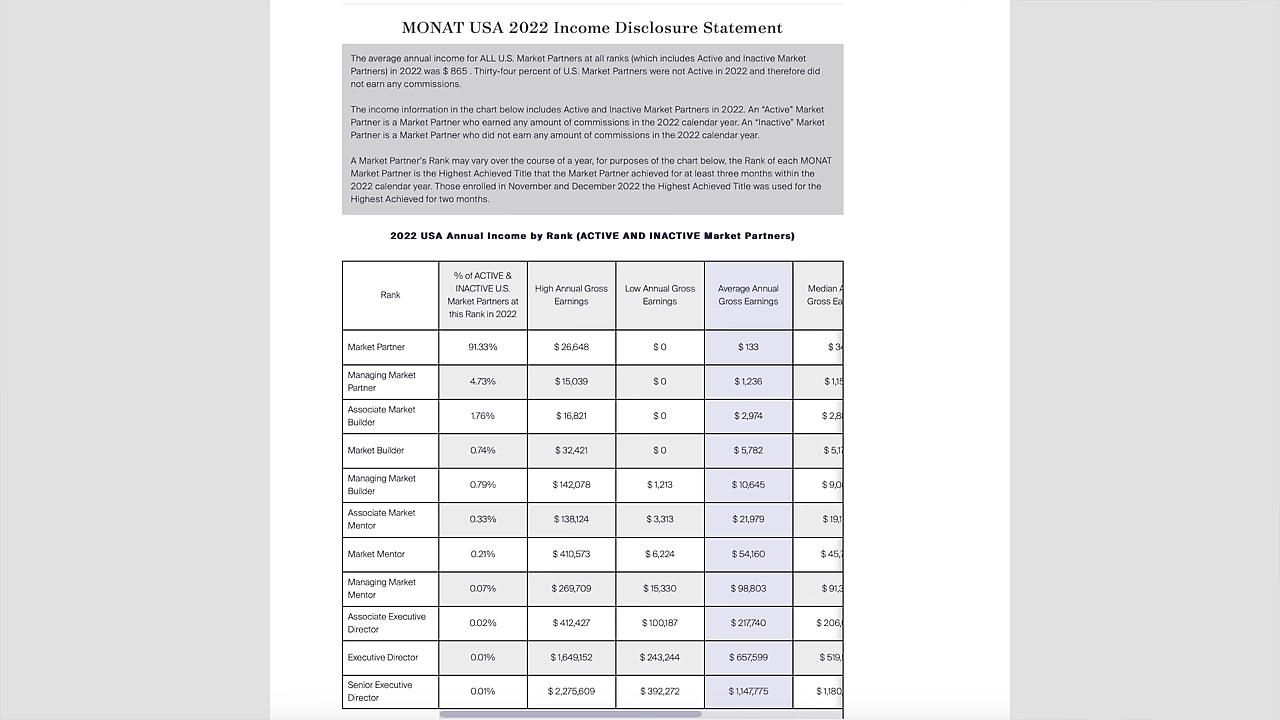 MONAT USA 2022 Income Disclosure Statement
The average annual income for ALL U.S. Market Partners at all ranks (which includes Active and Inactive Market
Partners) in 2022 was $ 865 . Thirty-four percent of U.S. Market Partners were not Active in 2022 and therefore did
not earn any commissions.
The income information in the chart below includes Active and Inactive Market Partners in 2022. An “Active” Market
Partner is a Market Partner who earned any amount of commissions in the 2022 calendar year. An “Inactive” Market
Partner is a Market Partner who did not earn any amount of commissions in the 2022 calendar year.
A Market Partner's Rank may vary over the course of a year, for purposes of the chart below, the Rank of each MONAT
Market Partner is the Highest Achieved Title that the Market Partner achieved for at least three months within the
2022 calendar year. Those enrolled in November and December 2022 the Highest Achieved Title was used for the
Highest Achieved for two months.
2022 USA Annual Income by Rank (ACTIVE AND INACTIVE Market Partners)
Rank
% of ACTIVE &
INACTIVE U.S.
Market Partners at
this Rank in 2022
High Annual Gross
Earnings
Low Annual Gross
Earnings
Average Annual
Gross Earnings
Median
Gross
Market Partner 91.33% $ 26,648 $ 0 $ 133
Managing Market
Partner 4.73% $ 15,039 $ 0 $ 1,236
Associate Market
Builder 1.76% $ 16,821 $ 0 $ 2,974
Market Builder 0.74% $ 32,421 $ 0 $ 5,782
Managing Market
Builder 0.79% $ 142,078 $ 1,213 $ 10,645
Associate Market
Mentor 0.33% $ 138,124 $ 3,313 $ 21,979
Market Mentor 0.21% $ 410,573 $ 6,224 $ 54,160
Managing Market
Mentor 0.07% $ 269,709 $ 15,330 $ 98,803
Associate Executive
Director 0.02% $ 412,427 $ 100,187 $ 217,740
Executive Director 0.01% $ 1,649,152 $ 243,244 $ 657,599
Senior Executive
Director 0.01% $ 2,275,609 $ 392,272 $ 1,147,775